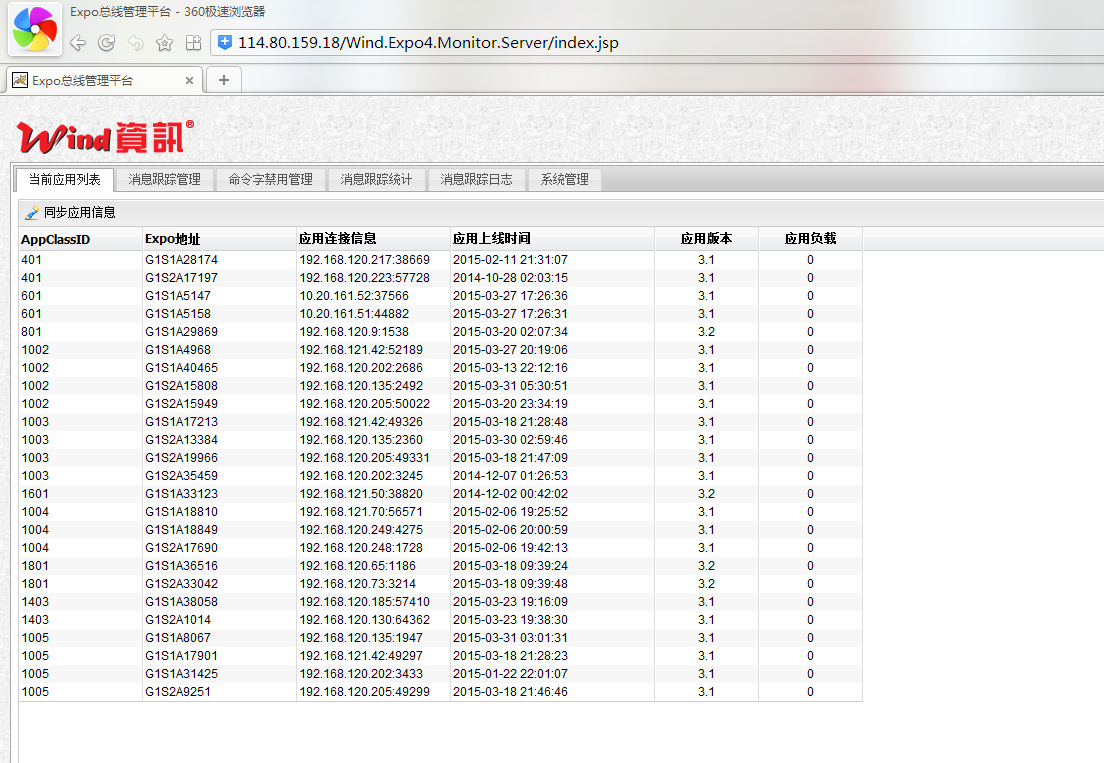 Expo总线管理平台 - 360极速浏览器
114.80.159.18/Wind.Expo4.Monitor.Server/index.jsp
Expo总线管理平台
Wind資訊®
当前应用列表 消息跟踪管理 命令字禁用管理 消息跟踪统计 消息跟踪日志 系统管理
同步应用信息
AppClassID Expo地址 应用连接信息 应用上线时间 应用版本 应用负载
401 G1S1A28174 192.168.120.217:38669 2015-02-11 21:31:07 3.1 0
401 G1S2A17197 192.168.120.223:57728 2014-10-28 02:03:15 3.1 0
601 G1S1A5147 10.20.161.52:37566 2015-03-27 17:26:36 3.1 0
601 G1S1A5158 10.20.161.51:44882 2015-03-27 17:26:31 3.1 0
801 G1S1A29869 192.168.120.9:1538 2015-03-20 02:07:34 3.2 0
1002 G1S1A4968 192.168.121.42:52189 2015-03-27 20:19:06 3.1 0
1002 G1S1A40465 192.168.120.202:2686 2015-03-13 22:12:16 3.1 0
1002 G1S2A15808 192.168.120.135:2492 2015-03-31 05:30:51 3.1 0
1002 G1S2A15949 192.168.120.205:50022 2015-03-20 23:34:19 3.1 0
1003 G1S1A17213 192.168.121.42:49326 2015-03-18 21:28:48 3.1 0
1003 G1S2A13384 192.168.120.135:2360 2015-03-30 02:59:46 3.1 0
1003 G1S2A19966 192.168.120.205:49331 2015-03-18 21:47:09 3.1 0
1003 G1S2A35459 192.168.120.202:3245 2014-12-07 01:26:53 3.1 0
1601 G1S1A33123 192.168.121.50:38820 2014-12-02 00:42:02 3.2 0
1004 G1S1A18810 192.168.121.70:56571 2015-02-06 19:25:52 3.1 0
1004 G1S1A18849 192.168.120.249:4275 2015-02-06 20:00:59 3.1 0
1004 G1S2A17690 192.168.120.248:1728 2015-02-06 19:42:13 3.1 0
1801 G1S1A36516 192.168.120.65:1186 2015-03-18 09:39:24 3.2 0
1801 G1S2A33042 192.168.120.73:3214 2015-03-18 09:39:48 3.2 0
1403 G1S1A38058 192.168.120.185:57410 2015-03-23 19:16:09 3.1 0
1403 G1S2A1014 192.168.120.130:64362 2015-03-23 19:38:30 3.1 0
1005 G1S1A8067 192.168.120.135:1947 2015-03-31 03:01:31 3.1 0
1005 G1S1A17901 192.168.121.42:49297 2015-03-18 21:28:23 3.1 0
1005 G1S1A31425 192.168.120.202:3433 2015-01-22 22:01:07 3.1 0
1005 G1S2A9251 192.168.120.205:49299 2015-03-18 21:46:46 3.1 0